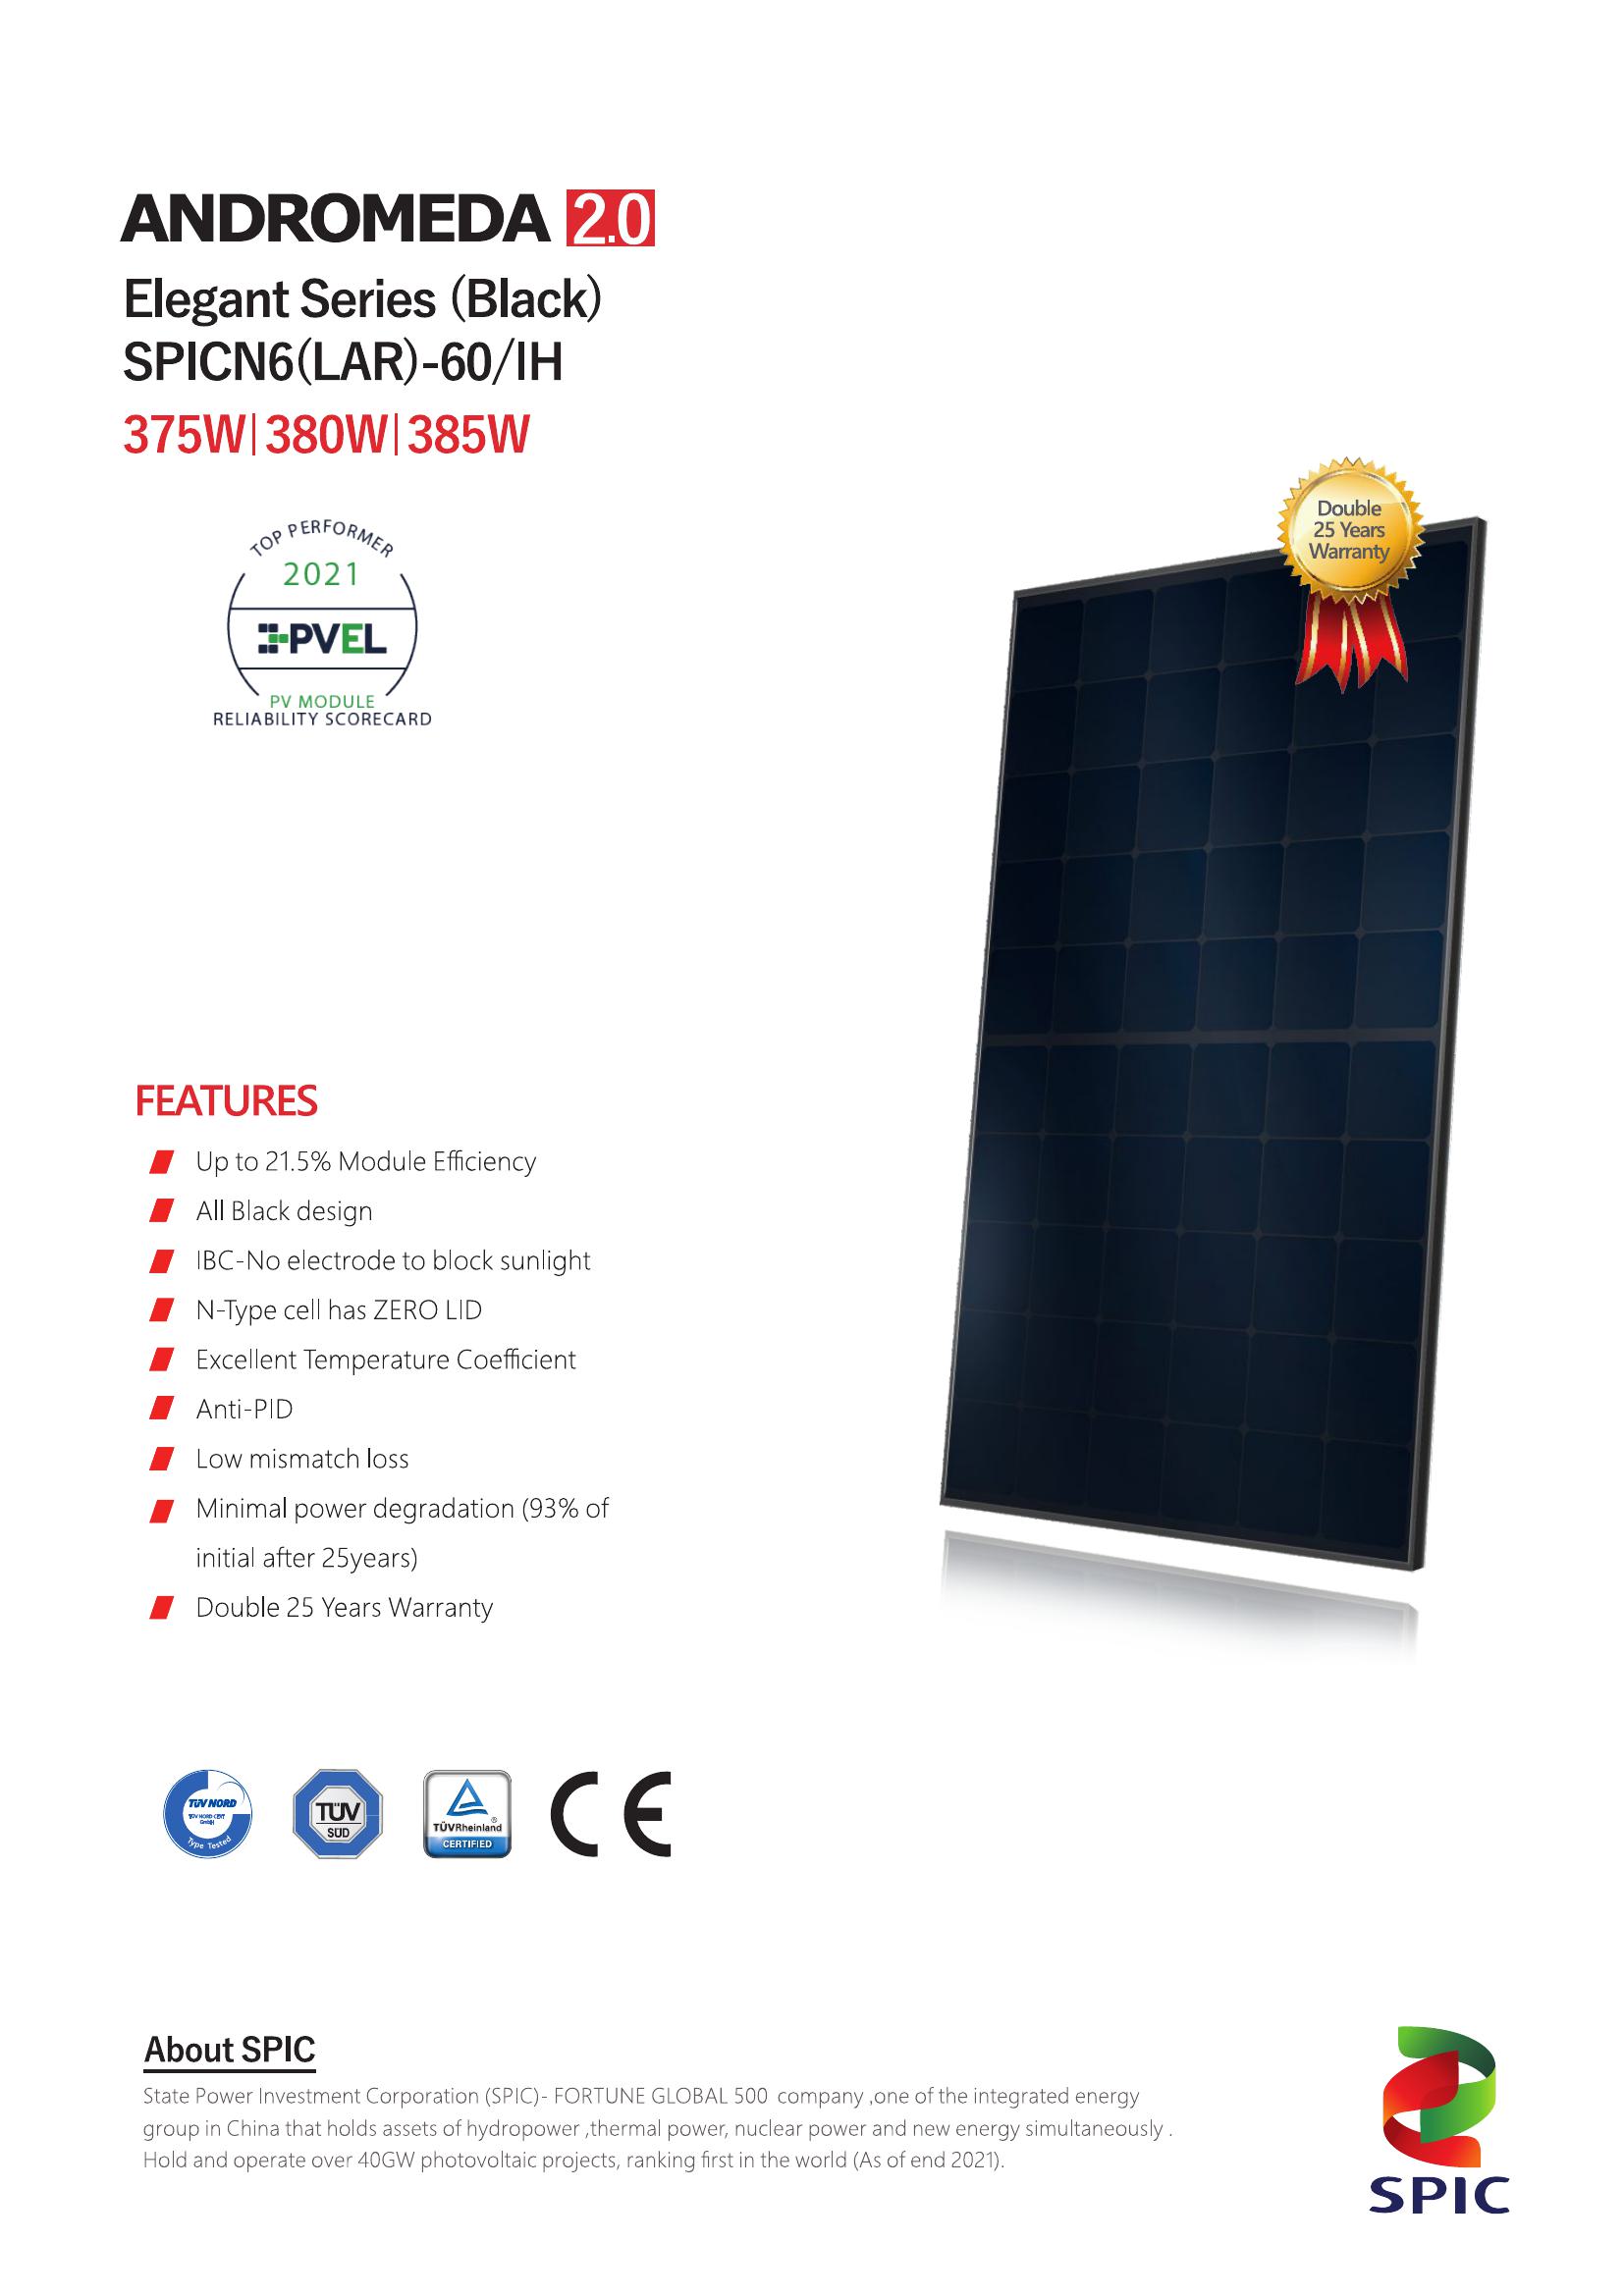 ANDROMEDA 2.0
Elegant Series (Black)
SPICN6(LAR)-60/IH
375W|380W|385W
TOP PERFORMER
2021
PVEL
PV MODULE
RELIABILITY SCORECARD
Double
25 Years
Warranty
FEATURES
Up to 21.5% Module Efficiency
All Black design
IBC-No electrode to block sunlight
N-Type cell has ZERO LID
Excellent Temperature Coefficient
Anti-PID
Low mismatch loss
Minimal power degradation (93% of
initial after 25years)
Double 25 Years Warranty
TÜV NORD
TÜV NORD CERT
GmbH
Type Tested
TÜV
SÜD
TÜVRheinland®
CERTIFIED
CE
About SPIC
State Power Investment Corporation (SPIC)- FORTUNE GLOBAL 500 company ,one of the integrated energy
group in China that holds assets of hydropower ,thermal power, nuclear power and new energy simultaneously .
Hold and operate over 40GW photovoltaic projects, ranking first in the world (As of end 2021).
SPIC